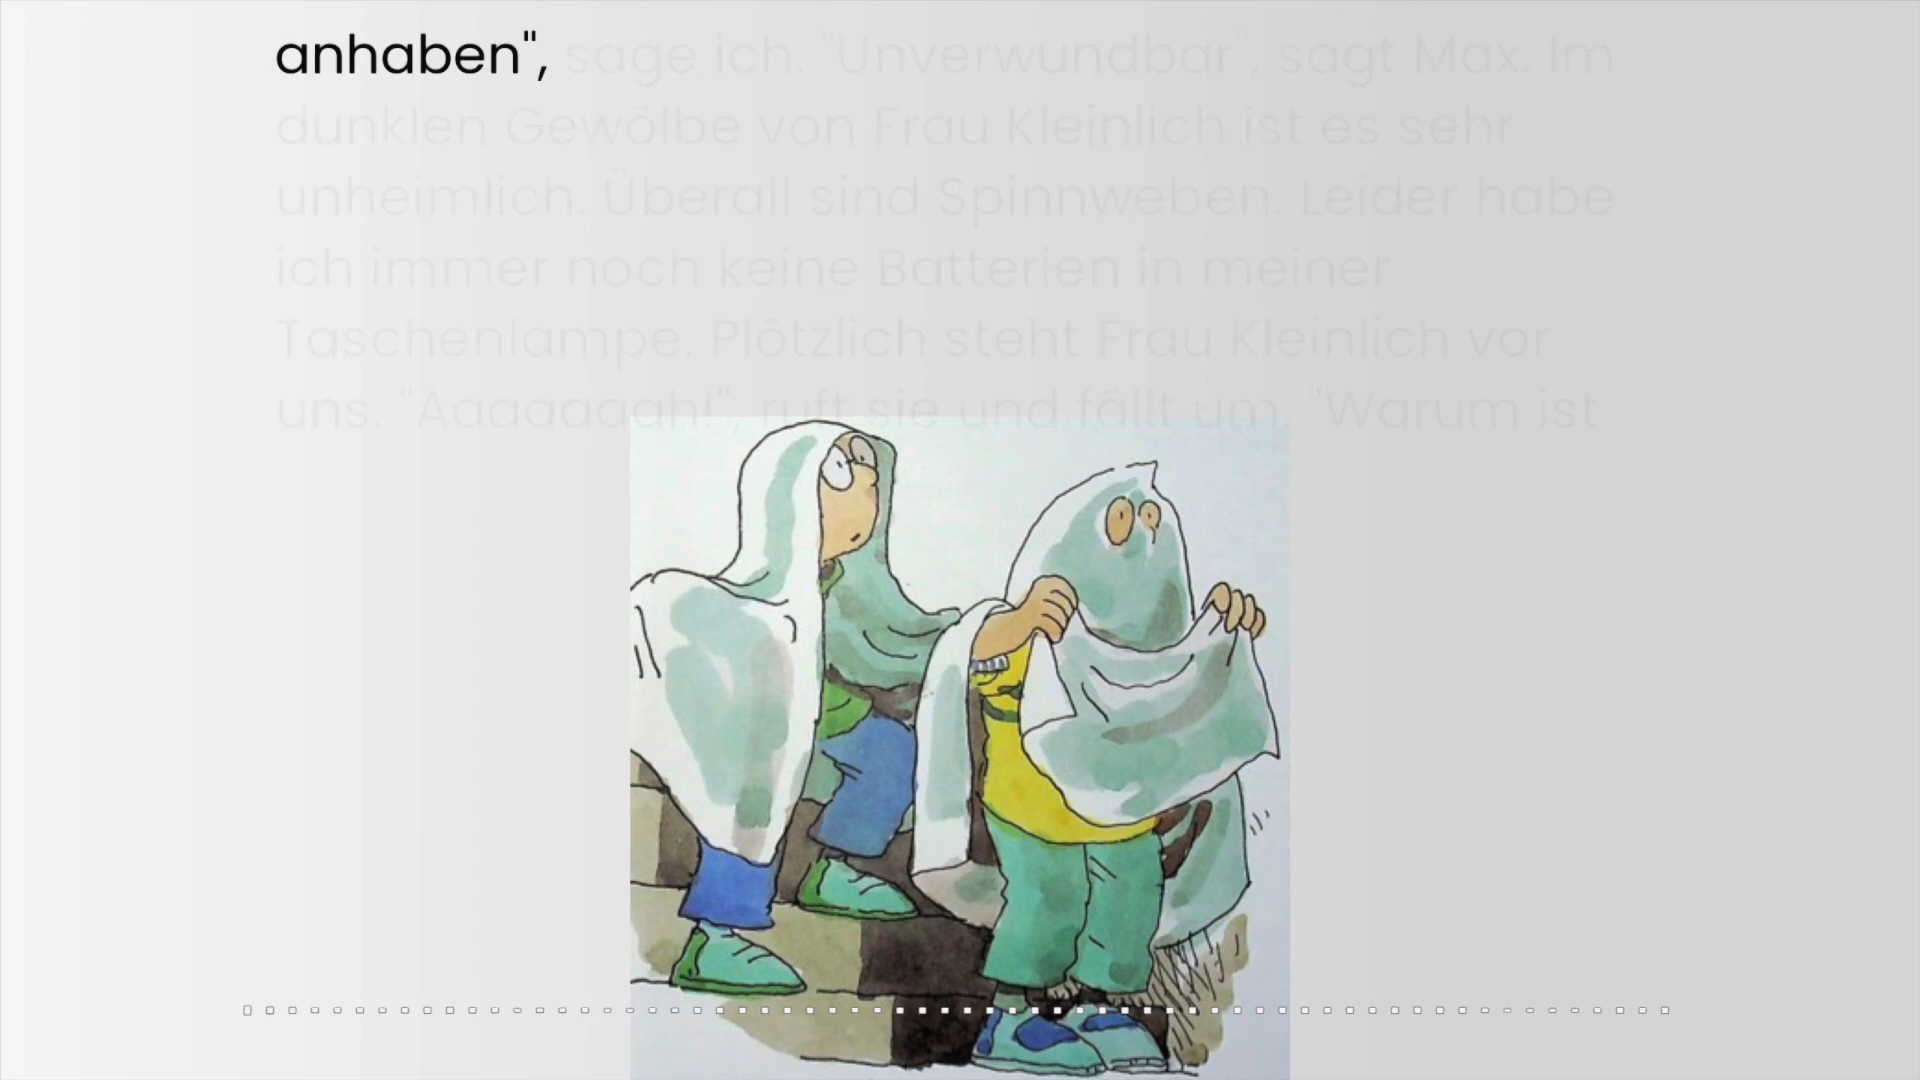 anhaben", sage ich. "Unverwundbar", sagt Max. Im
dunklen Gewölbe von Frau Kleinlich ist es sehr
unheimlich. Überall sind Spinnweben. Leider habe
ich immer noch keine Batterien in meiner
Taschenlampe. Plötzlich steht Frau Kleinlich vor
uns. "Aaaaaaah!", ruft sie und fällt um. "Warum ist